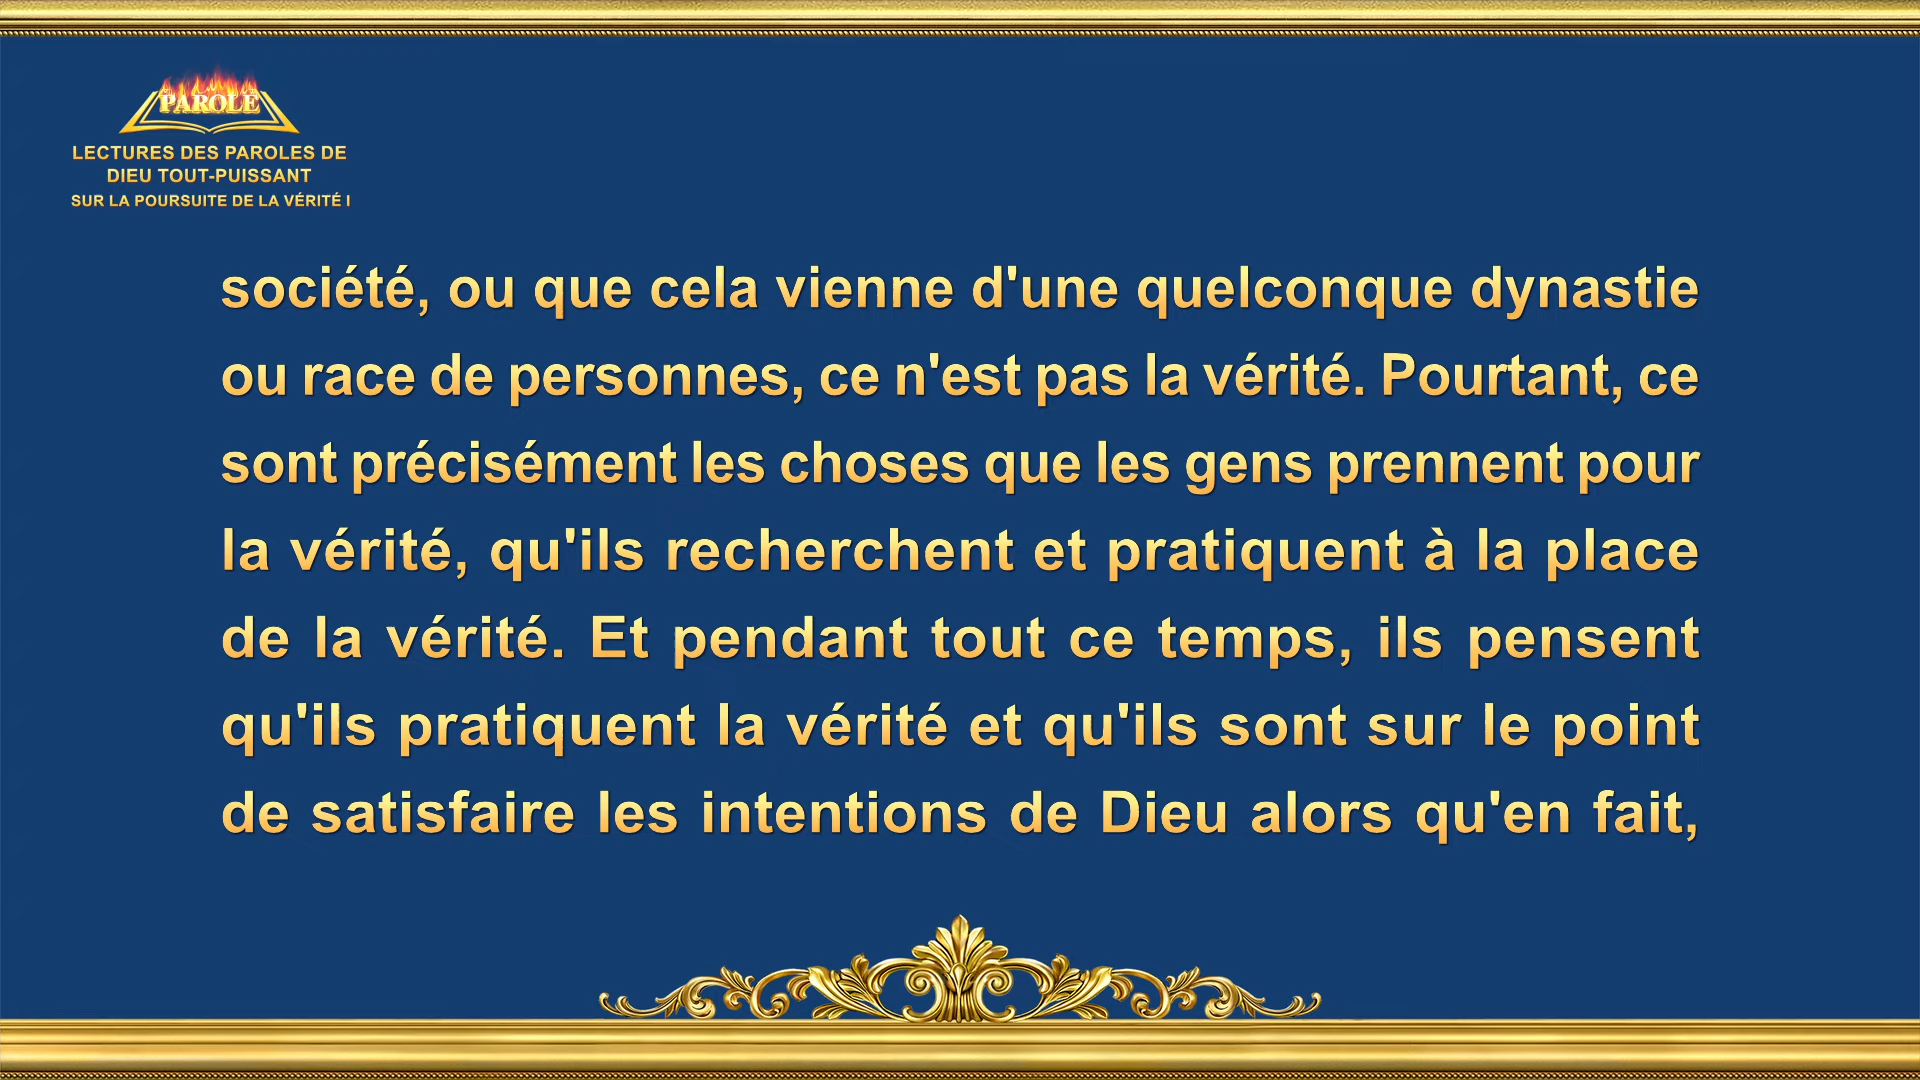 PAROLE
LECTURES DES PAROLES DE
DIEU TOUT-PUISSANT
SUR LA POURSUITE DE LA VÉRITÉ I
société, ou que cela vienne d'une quelconque dynastie
ou race de personnes, ce n'est pas la vérité. Pourtant, ce
sont précisément les choses que les gens prennent pour
la vérité, qu'ils recherchent et pratiquent à la place
de la vérité. Et pendant tout ce temps, ils pensent
qu'ils pratiquent la vérité et qu'ils sont sur le point
de satisfaire les intentions de Dieu alors qu'en fait,